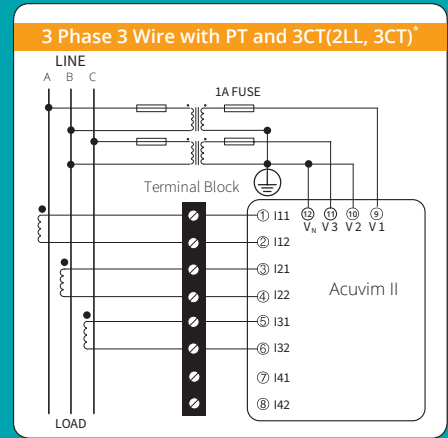 3 Phase 3 Wire with PT and 3CT(2LL, 3CT)*
LINE
A B C
1A FUSE
Terminal Block
① I11
② I12
③ I21
④ I22
⑤ I31
⑥ I32
⑦ I41
⑧ I42
⑫ ⑪ ⑩ ⑨
VN V3 V2 V1
Acuvim II
LOAD